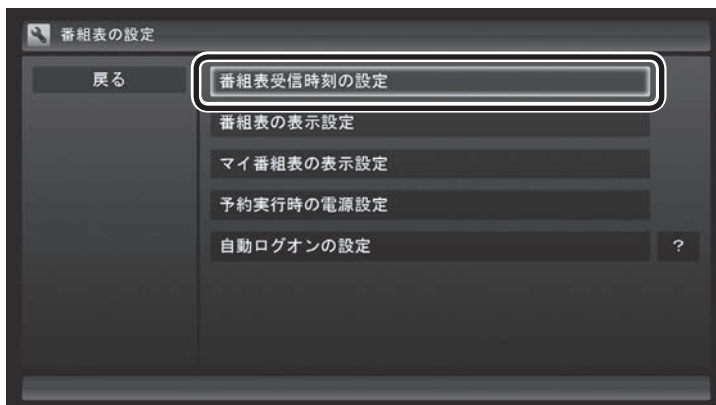 番組表の設定
戻る
番組表受信時刻の設定
番組表の表示設定
マイ番組表の表示設定
予約実行時の電源設定
自動ログオンの設定
?